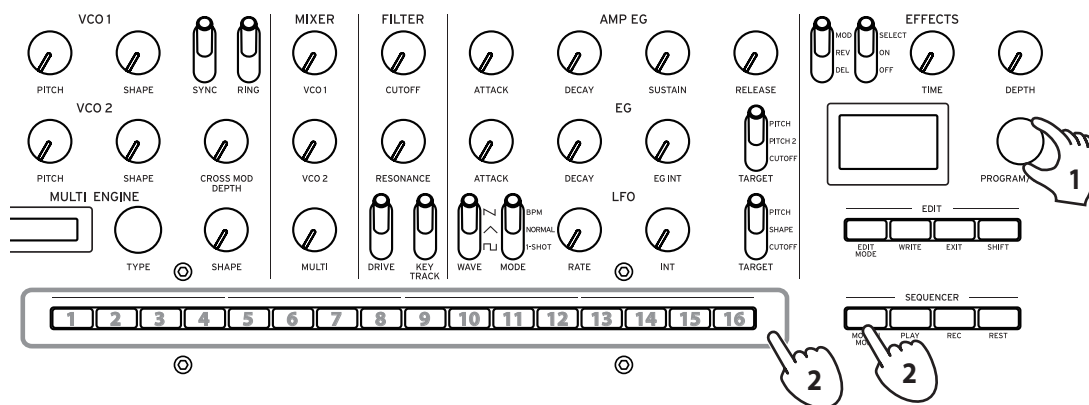 VCO 1
MIXER
FILTER
AMP EG
EFFECTS
MOD
REV
DEL
SELECT
ON
OFF
PITCH
SHAPE
SYNC
RING
VCO 1
CUTOFF
ATTACK
DECAY
SUSTAIN
RELEASE
TIME
DEPTH
VCO 2
EG
PITCH
PITCH 2
CUTOFF
PITCH
SHAPE
CROSS MOD
DEPTH
VCO 2
RESONANCE
ATTACK
DECAY
EG INT
TARGET
PROGRAM/
1
MULTI ENGINE
LFO
BPM
NORMAL
1-SHOT
PITCH
SHAPE
CUTOFF
TYPE
SHAPE
MULTI
DRIVE
KEY
TRACK
WAVE
MODE
RATE
INT
TARGET
EDIT
EDIT
MODE
WRITE
EXIT
SHIFT
1 2 3 4 5 6 7 8 9 10 11 12 13 14 15 16
SEQUENCER
PLAY
REC
REST
2
2